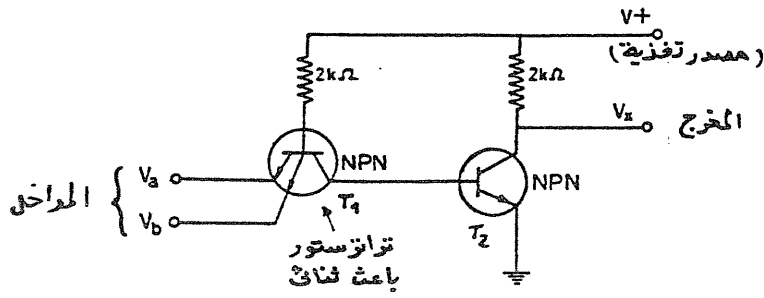 V+
(مصدر تغذية)
2kΩ
2kΩ
Vx
المخرج
NPN
NPN
Va
Vb
المداخل
T1
T2
ترانزستور
باعث ثنائي